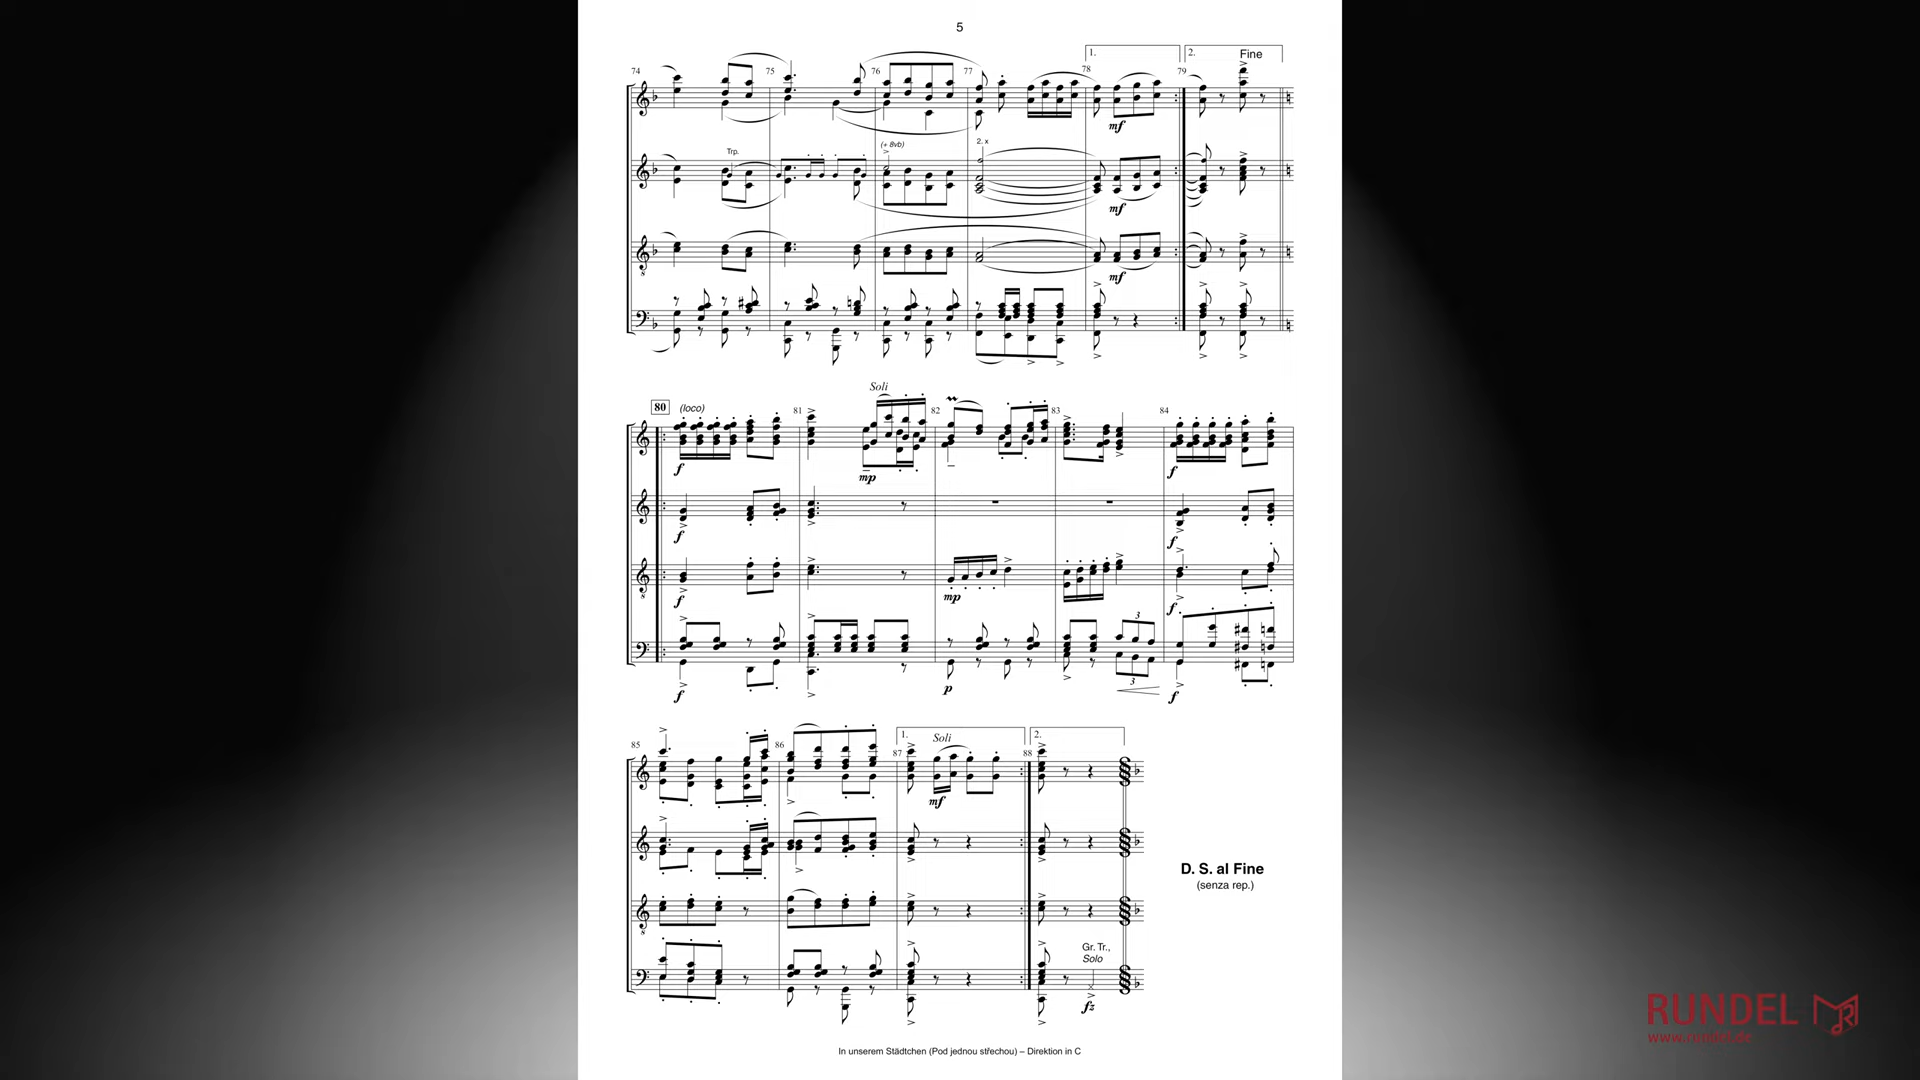 5
1. 2. Fine
74 75 76 77 78 79
mf
Trp. (+ 8vb) 2. x
mf
mf
Soli
80 (loco) 81 82 83 84
f mp f
f f
f mp f
3
3
f p f
1. Soli 2.
85 86 87 88
mf
D. S. al Fine
(senza rep.)
Gr. Tr.,
Solo
fz
RUNDEL
www.rundel.de
In unserem Städtchen (Pod jednou střechou) – Direktion in C